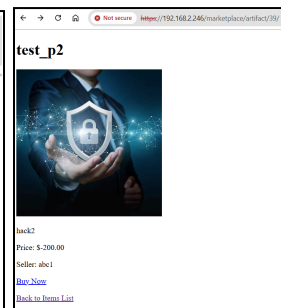 Not secure https://192.168.2.246/marketplace/artifact/39/
test_p2
hack2
Price: $-200.00
Seller: abc1
Buy Now
Back to Items List